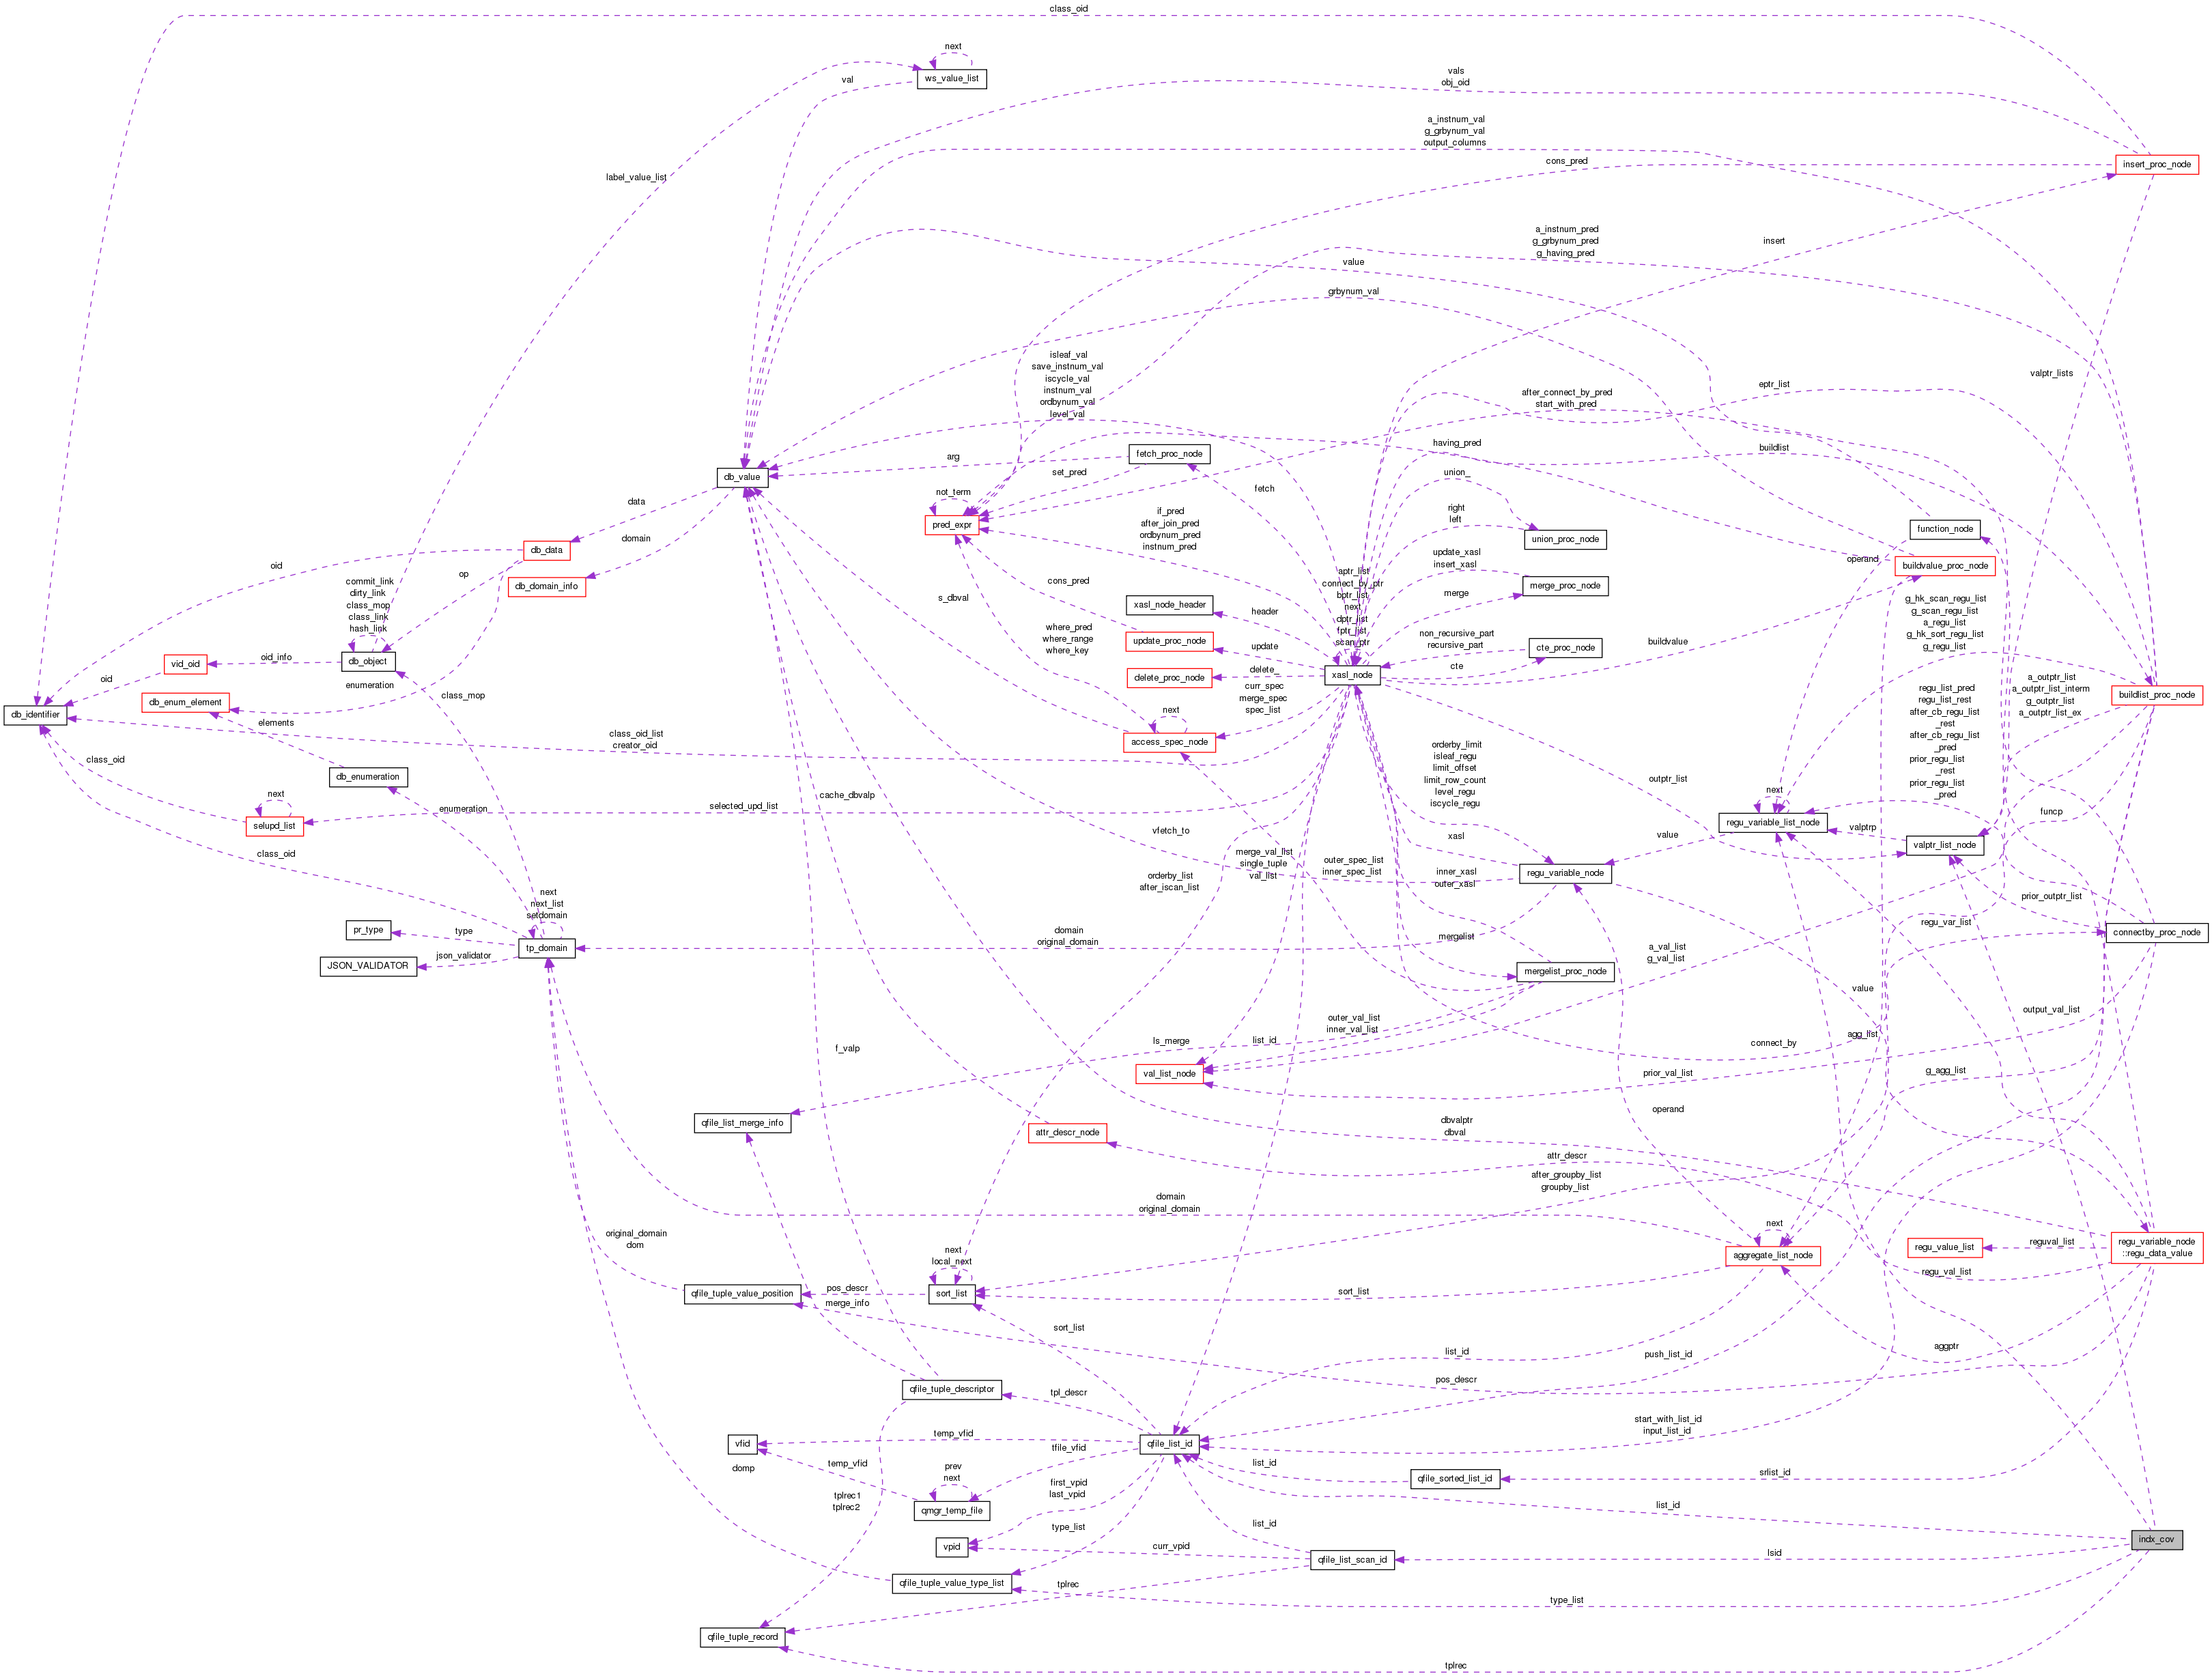 class_oid
next
ws_value_list
val
vals
obj_oid
a_instnum_val
g_grbynum_val
output_columns
cons_pred
insert_proc_node
label_value_list
a_instnum_pred
g_grbynum_pred
g_having_pred
insert
value
grbynum_val
valptr_lists
isleaf_val
save_instnum_val
iscycle_val
instnum_val
ordbynum_val
level_val
after_connect_by_pred
start_with_pred
eptr_list
having_pred
buildlist
arg
fetch_proc_node
set_pred
union_
db_value
not_term
fetch
data
pred_expr
if_pred
after_join_pred
ordbynum_pred
instnum_pred
right
left
union_proc_node
function_node
domain
db_data
oid
op
db_domain_info
commit_link
dirty_link
class_mop
class_link
hash_link
operand
buildvalue_proc_node
update_xasl
insert_xasl
merge_proc_node
cons_pred
aptr_list
connect_by_ptr
bptr_list
next
dptr_list
fptr_list
scan_ptr
merge
s_dbval
xasl_node_header
header
g_hk_scan_regu_list
g_scan_regu_list
a_regu_list
g_hk_sort_regu_list
g_regu_list
where_pred
where_range
where_key
update_proc_node
update
non_recursive_part
recursive_part
cte_proc_node
buildvalue
vid_oid
oid_info
db_object
oid
enumeration
delete_proc_node
delete_
xasl_node
cte
class_mop
db_enum_element
curr_spec
merge_spec
spec_list
buildlist_proc_node
a_outptr_list
a_outptr_list_interm
g_outptr_list
a_outptr_list_ex
regu_list_pred
regu_list_rest
after_cb_regu_list
_rest
after_cb_regu_list
_pred
prior_regu_list
_rest
prior_regu_list
_pred
db_identifier
elements
next
access_spec_node
class_oid_list
creator_oid
class_oid
db_enumeration
orderby_limit
isleaf_regu
limit_offset
limit_row_count
level_regu
iscycle_regu
outptr_list
next
regu_variable_list_node
next
selupd_list
enumeration
selected_upd_list
cache_dbvalp
funcp
value
valptrp
valptr_list_node
vfetch_to
xasl
class_oid
merge_val_list
single_tuple
val_list
outer_spec_list
inner_spec_list
regu_variable_node
orderby_list
after_iscan_list
inner_xasl
outer_xasl
next
next_list
setdomain
prior_outptr_list
regu_var_list
pr_type
type
tp_domain
domain
original_domain
mergelist
connectby_proc_node
json_validator
JSON_VALIDATOR
mergelist_proc_node
a_val_list
g_val_list
value
output_val_list
outer_val_list
inner_val_list
ls_merge
list_id
agg_list
connect_by
f_valp
val_list_node
prior_val_list
g_agg_list
qfile_list_merge_info
attr_descr_node
operand
dbvalptr
dbval
attr_descr
after_groupby_list
groupby_list
domain
original_domain
next
original_domain
dom
aggregate_list_node
regu_value_list
reguval_list
regu_variable_node
::regu_data_value
next
local_next
regu_val_list
qfile_tuple_value_position
pos_descr
sort_list
sort_list
merge_info
sort_list
list_id
push_list_id
aggptr
pos_descr
qfile_tuple_descriptor
tpl_descr
start_with_list_id
input_list_id
vfid
temp_vfid
qfile_list_id
domp
temp_vfid
tfile_vfid
prev
next
list_id
qfile_sorted_list_id
srlist_id
first_vpid
last_vpid
tplrec1
tplrec2
qmgr_temp_file
list_id
type_list
list_id
indx_cov
vpid
curr_vpid
qfile_list_scan_id
lsid
qfile_tuple_value_type_list
tplrec
type_list
qfile_tuple_record
tplrec